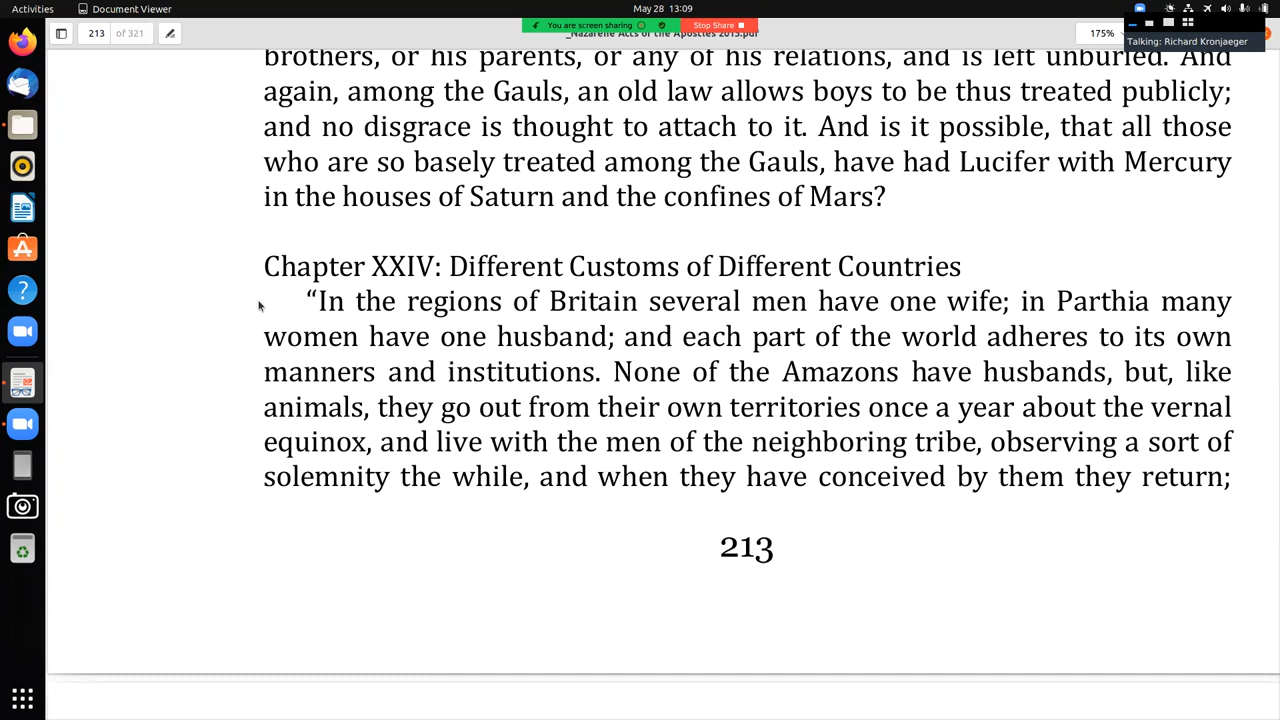 Activities
Document Viewer
May 28 13:09
213 of 321
You are screen sharing
Stop Share
_Nazarene Acts of the Apostles 2013.pdf
175%
Talking: Richard Kronjaeger
brothers, or his parents, or any of his relations, and is left unburied. And
again, among the Gauls, an old law allows boys to be thus treated publicly;
and no disgrace is thought to attach to it. And is it possible, that all those
who are so basely treated among the Gauls, have had Lucifer with Mercury
in the houses of Saturn and the confines of Mars?
Chapter XXIV: Different Customs of Different Countries
“In the regions of Britain several men have one wife; in Parthia many
women have one husband; and each part of the world adheres to its own
manners and institutions. None of the Amazons have husbands, but, like
animals, they go out from their own territories once a year about the vernal
equinox, and live with the men of the neighboring tribe, observing a sort of
solemnity the while, and when they have conceived by them they return;
213